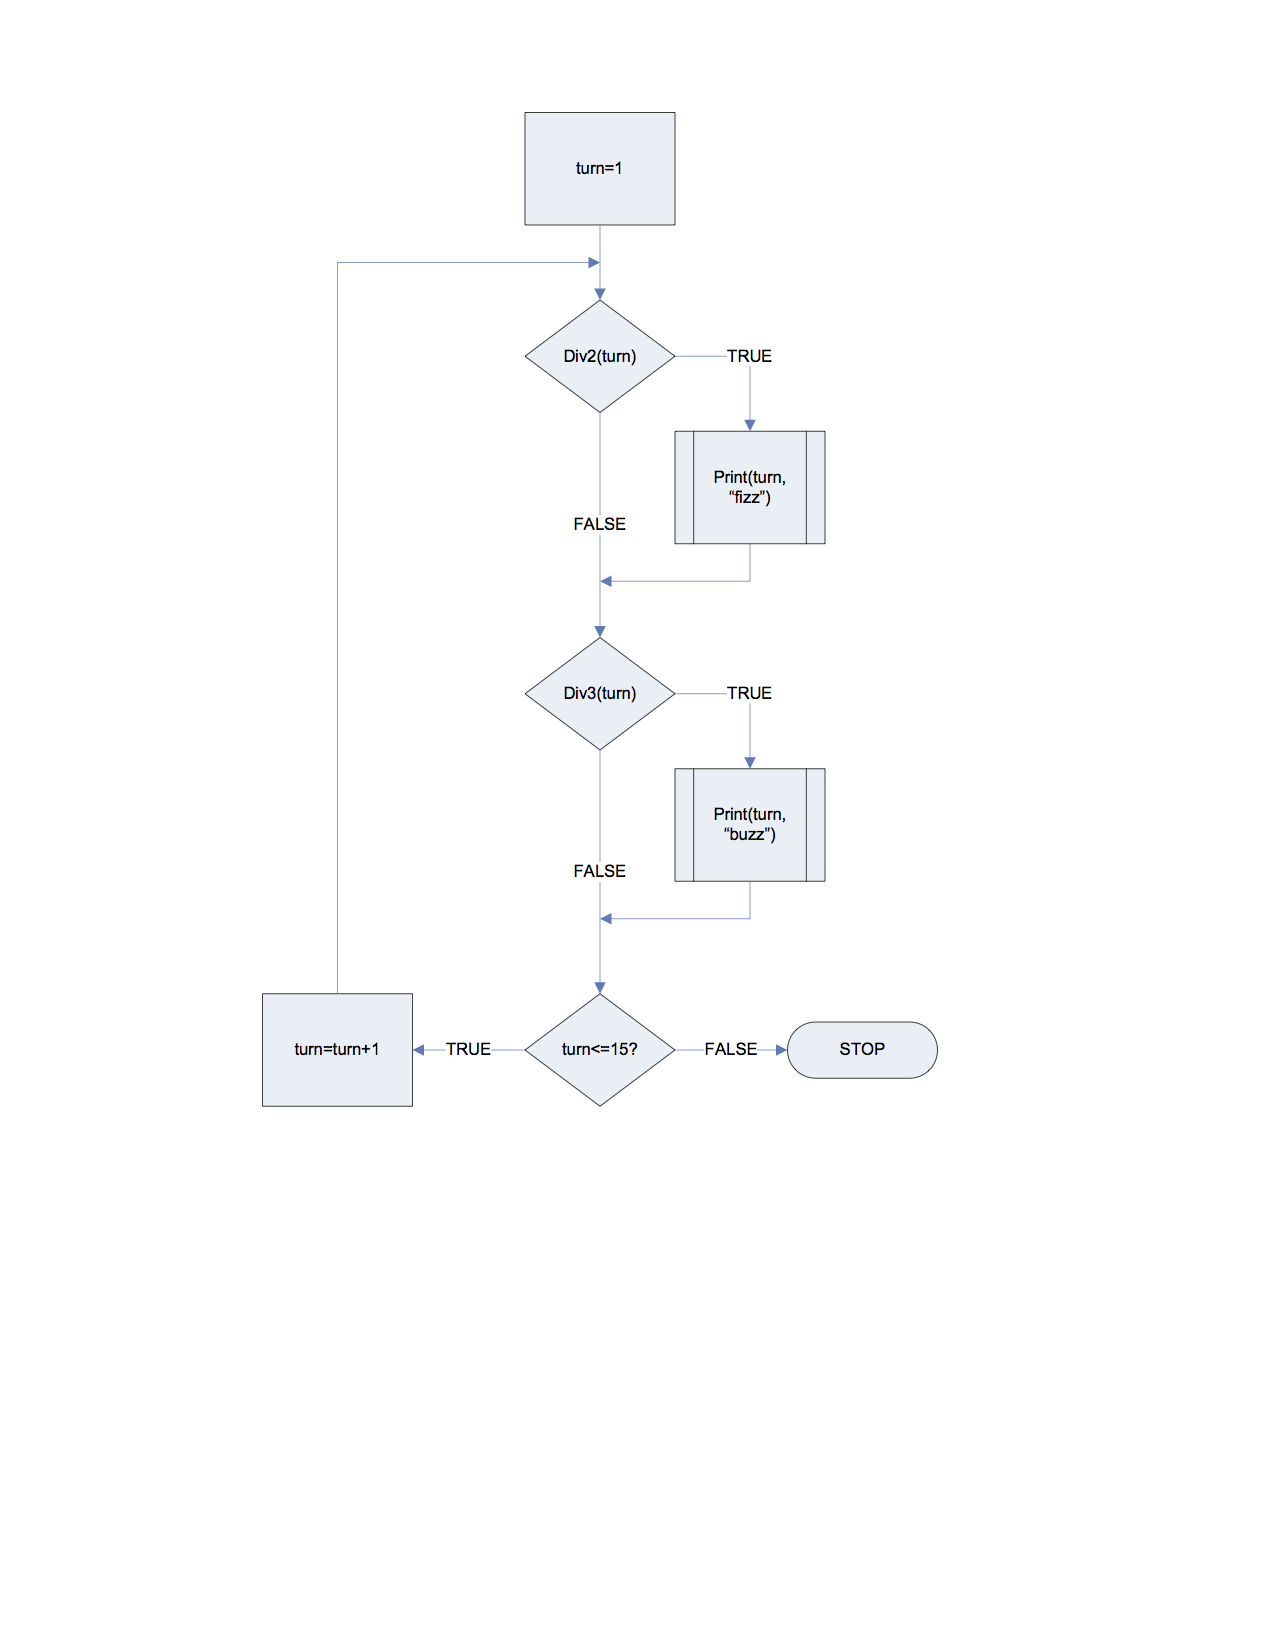 turn=1
Div2(turn)
TRUE
Print(turn,
“fizz”)
FALSE
Div3(turn)
TRUE
Print(turn,
“buzz”)
FALSE
turn=turn+1
TRUE
turn<=15?
FALSE
STOP